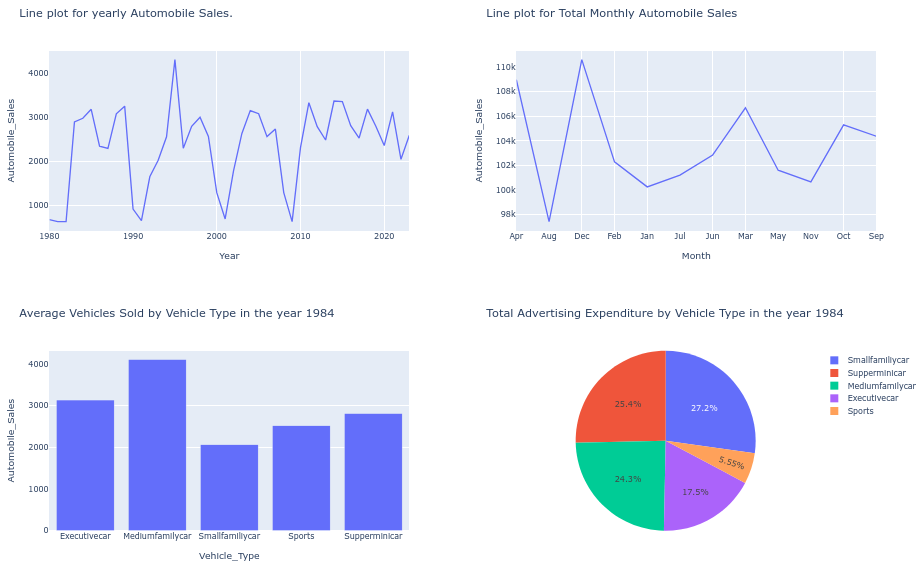 Line plot for yearly Automobile Sales.
Automobile_Sales
4000
3000
2000
1000
1980 1990 2000 2010 2020
Year
Line plot for Total Monthly Automobile Sales
Automobile_Sales
110k
108k
106k
104k
102k
100k
98k
Apr Aug Dec Feb Jan Jul Jun Mar May Nov Oct Sep
Month
Average Vehicles Sold by Vehicle Type in the year 1984
Automobile_Sales
4000
3000
2000
1000
0
Executivecar Mediumfamilycar Smallfamiliycar Sports Supperminicar
Vehicle_Type
Total Advertising Expenditure by Vehicle Type in the year 1984
25.4%
27.2%
5.55%
24.3%
17.5%
Smallfamiliycar
Supperminicar
Mediumfamilycar
Executivecar
Sports